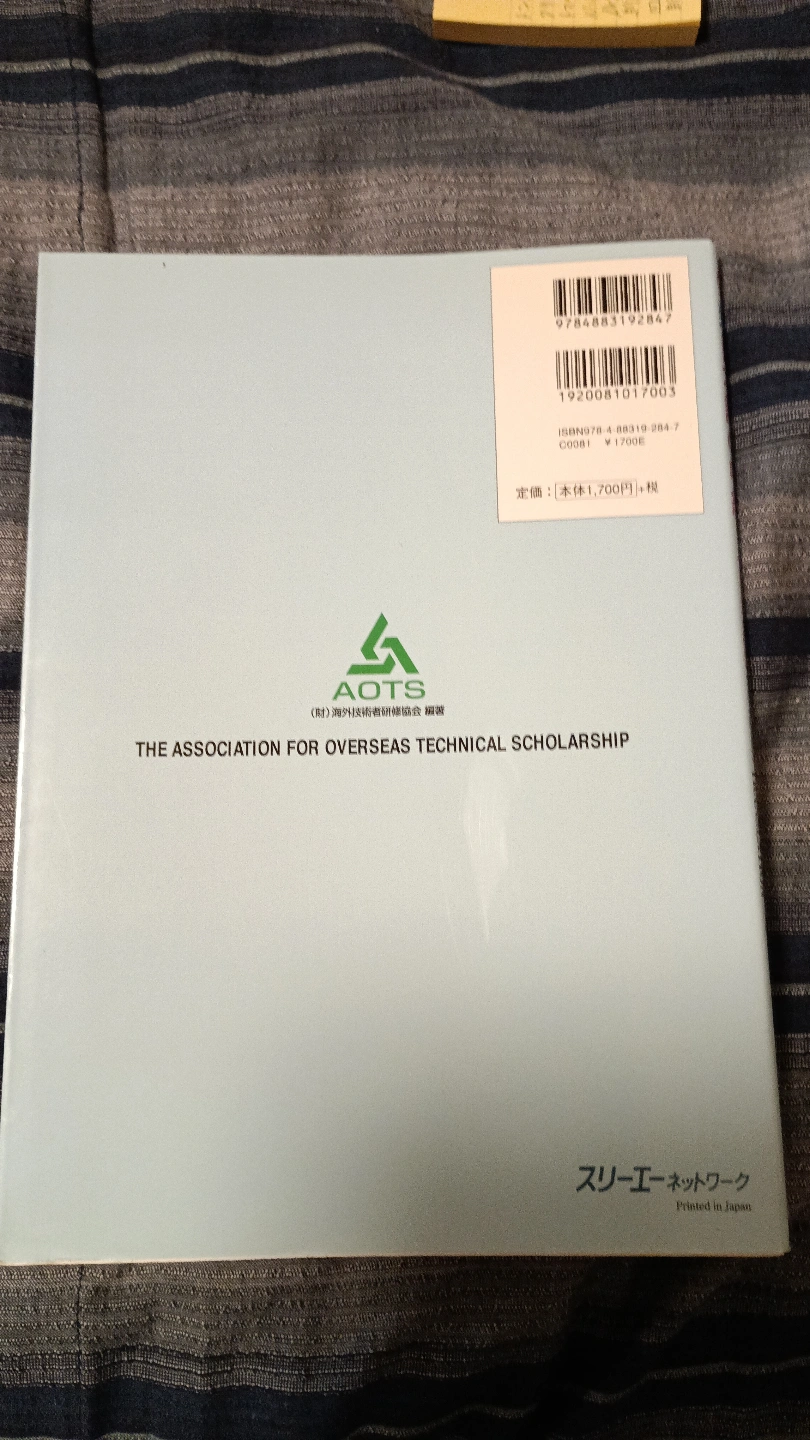 9784883192847
1920081017003
ISBN978-4-88319-284-7
C0081 ￥1700E
定価：本体1,700円+税
AOTS
（財）海外技術者研修協会 編著
THE ASSOCIATION FOR OVERSEAS TECHNICAL SCHOLARSHIP
スリーエーネットワーク
Printed in Japan